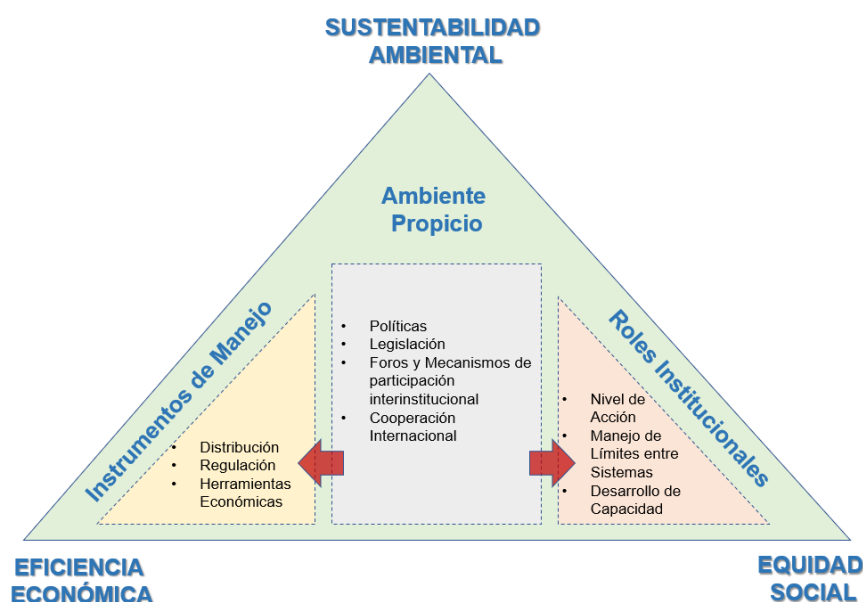 SUSTENTABILIDAD
AMBIENTAL
Ambiente
Propicio
Instrumentos de Manejo
Roles Institucionales
• Políticas
• Legislación
• Foros y Mecanismos de
participación
interinstitucional
• Cooperación
Internacional
• Distribución
• Regulación
• Herramientas
Económicas
• Nivel de
Acción
• Manejo de
Límites entre
Sistemas
• Desarrollo de
Capacidad
EFICIENCIA
ECONÓMICA
EQUIDAD
SOCIAL